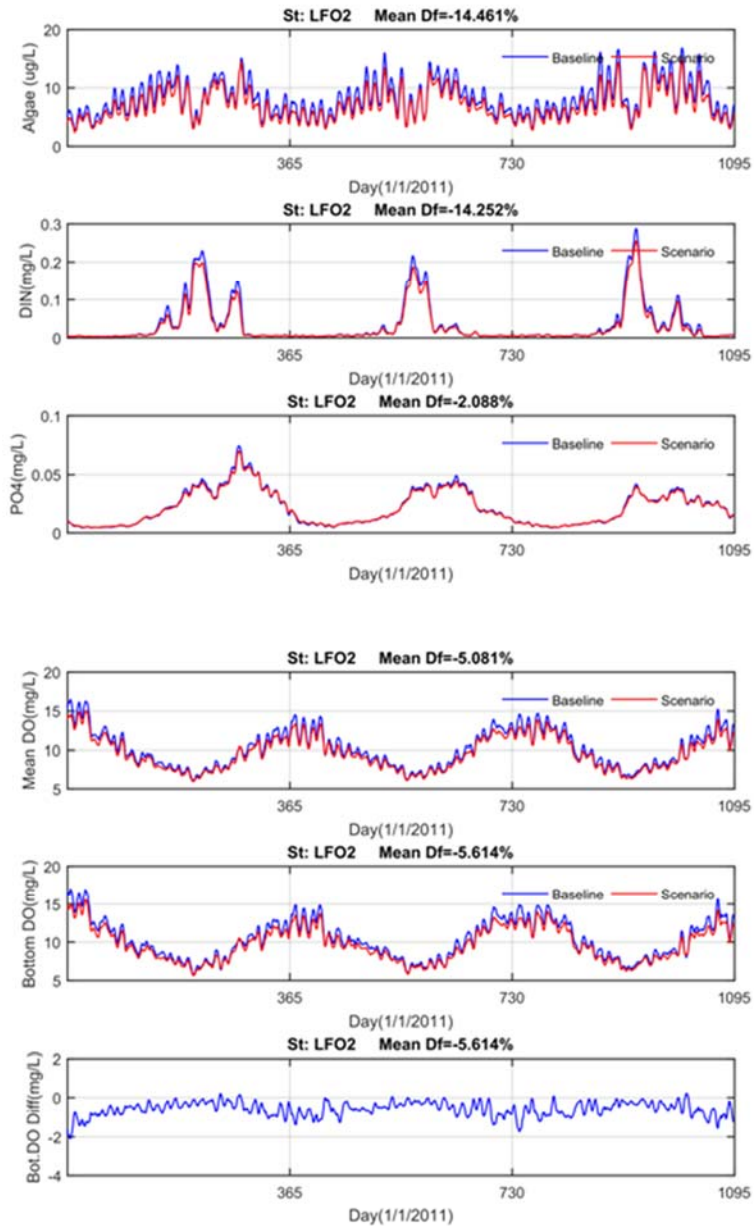 St: LFO2 Mean Df=-14.461%
20
10
0
Algae (ug/L)
Baseline Scenario
365 730 1095
Day(1/1/2011)
St: LFO2 Mean Df=-14.252%
0.3
0.2
0.1
0
DIN(mg/L)
Baseline Scenario
365 730 1095
Day(1/1/2011)
St: LFO2 Mean Df=-2.088%
0.1
0.05
0
PO4(mg/L)
Baseline Scenario
365 730 1095
Day(1/1/2011)
St: LFO2 Mean Df=-5.081%
20
15
10
5
Mean DO(mg/L)
Baseline Scenario
365 730 1095
Day(1/1/2011)
St: LFO2 Mean Df=-5.614%
20
15
10
5
Bottom DO(mg/L)
Baseline Scenario
365 730 1095
Day(1/1/2011)
St: LFO2 Mean Df=-5.614%
2
0
-2
-4
Bot.DO Diff(mg/L)
365 730 1095
Day(1/1/2011)